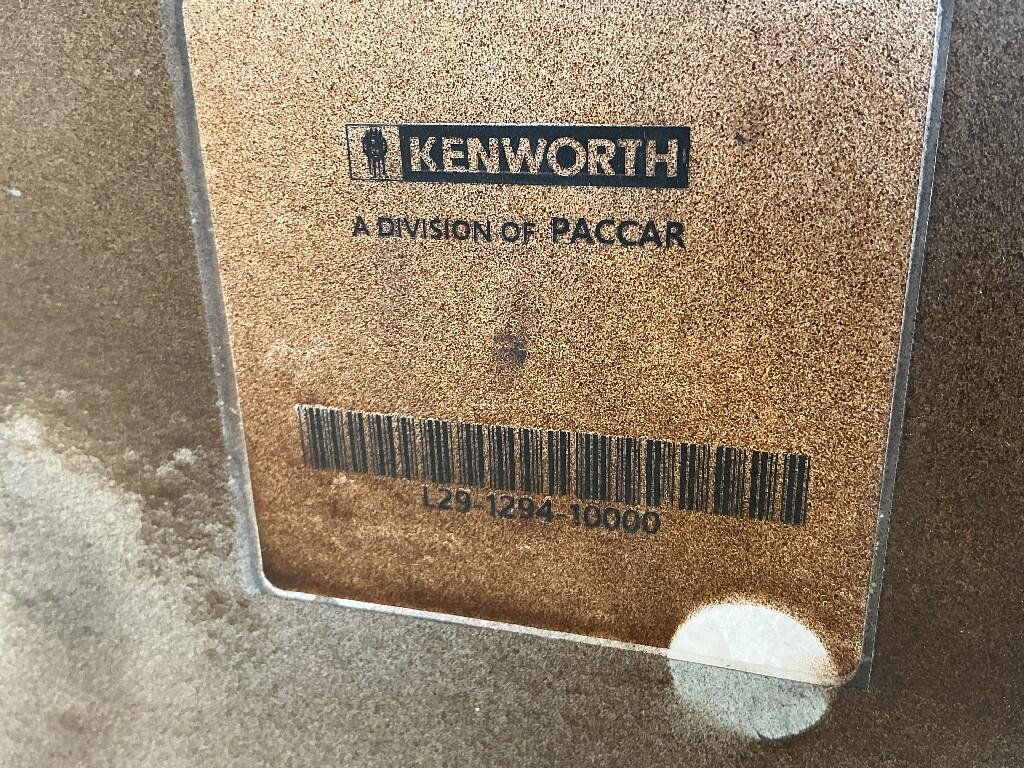 KENWORTH
A DIVISION OF PACCAR
L29-1294-10000